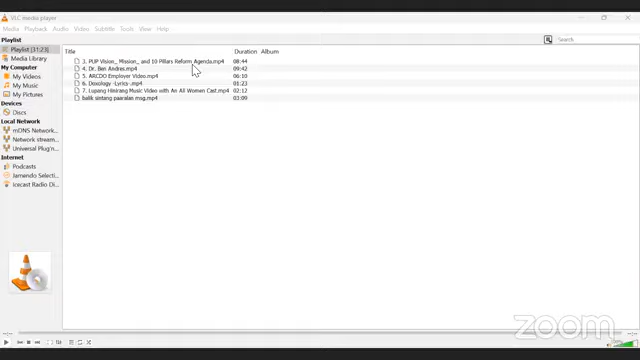 VLC media player
Media Playback Audio Video Subtitle Tools View Help
Playlist
Search
Playlist [31:23]
Media Library
My Computer
My Videos
My Music
My Pictures
Devices
Discs
Local Network
mDNS Network...
Network stream...
Universal Plug'n...
Internet
Podcasts
Jamendo Selectio...
Icecast Radio Di...
Title Duration Album
3. PUP Vision_ Mission_ and 10 Pillars Reform Agenda.mp4 08:44
4. Dr. Ben Andres.mp4 09:42
5. ARCDO Employer Video.mp4 06:10
6. Doxology -Lyricy -.mp4 01:23
7. Lupang Hinirang Music Video with An All Women Cast.mp4 02:12
balik sintang paaralan msg.mp4 03:09
zoom